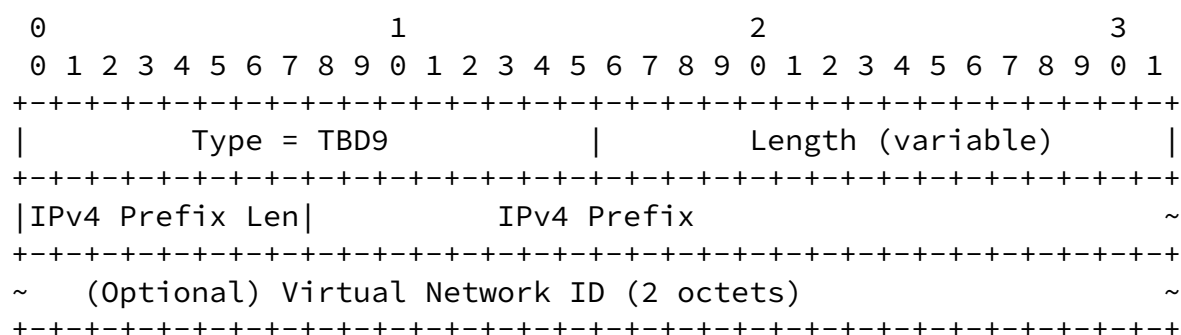 0                   1                   2                   3
 0 1 2 3 4 5 6 7 8 9 0 1 2 3 4 5 6 7 8 9 0 1 2 3 4 5 6 7 8 9 0 1
+-+-+-+-+-+-+-+-+-+-+-+-+-+-+-+-+-+-+-+-+-+-+-+-+-+-+-+-+-+-+-+-+
|         Type = TBD9           |        Length (variable)      |
+-+-+-+-+-+-+-+-+-+-+-+-+-+-+-+-+-+-+-+-+-+-+-+-+-+-+-+-+-+-+-+-+
|IPv4 Prefix Len|          IPv4 Prefix                          ~
+-+-+-+-+-+-+-+-+-+-+-+-+-+-+-+-+-+-+-+-+-+-+-+-+-+-+-+-+-+-+-+-+
~   (Optional) Virtual Network ID (2 octets)                    ~
+-+-+-+-+-+-+-+-+-+-+-+-+-+-+-+-+-+-+-+-+-+-+-+-+-+-+-+-+-+-+-+-+